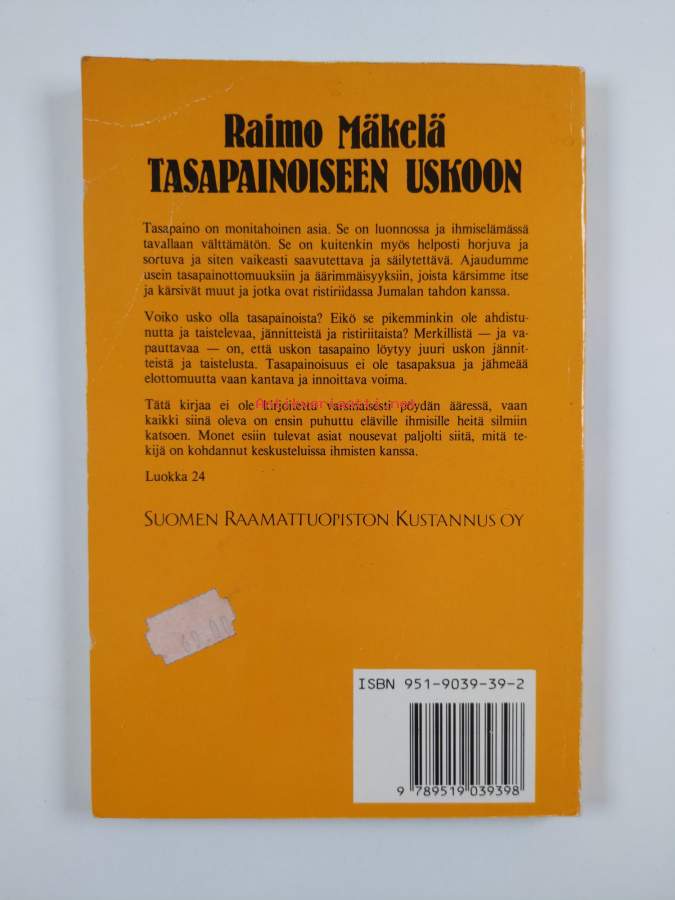 Raimo Mäkelä
TASAPAINOISEEN USKOON
Tasapaino on monitahoinen asia. Se on luonnossa ja ihmiselämässä
tavallaan välttämätön. Se on kuitenkin myös helposti horjuva ja
sortuva ja siten vaikeasti saavutettava ja säilytettävä. Ajaudumme
usein tasapainottomuuksiin ja äärimmäisyyksiin, joista kärsimme itse
ja kärsivät muut ja jotka ovat ristiriidassa Jumalan tahdon kanssa.
Voiko usko olla tasapainoista? Eikö se pikemminkin ole ahdistu-
nutta ja taistelevaa, jännitteistä ja ristiriitaista? Merkillistä — ja va-
pauttavaa — on, että uskon tasapaino löytyy juuri uskon jännit-
teistä ja taistelusta. Tasapainoisuus ei ole tasapaksua ja jähmeää
elottomuutta vaan kantava ja innoittava voima.
Tätä kirjaa ei ole kirjoitettu varsinaisesti pöydän ääressä, vaan
Antikvariaatti.net
kaikki siinä oleva on ensin puhuttu eläville ihmisille heitä silmiin
katsoen. Monet esiin tulevat asiat nousevat paljolti siitä, mitä te-
kijä on kohdannut keskusteluissa ihmisten kanssa.
Luokka 24
SUOMEN RAAMATTUOPISTON KUSTANNUS OY
ISBN 951-9039-39-2
9 789519 039398